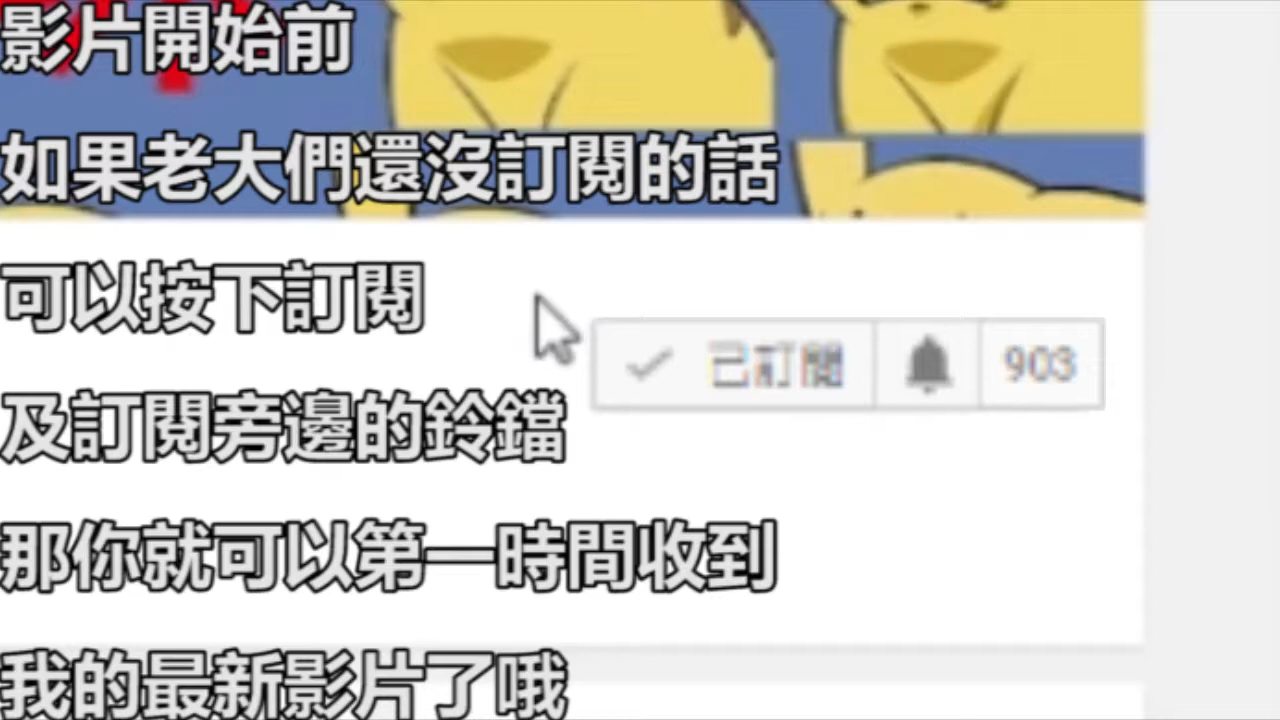 影片開始前
如果老大們還沒訂閱的話
可以按下訂閱
已訂閱 903
及訂閱旁邊的鈴鐺
那你就可以第一時間收到
我的最新影片了哦